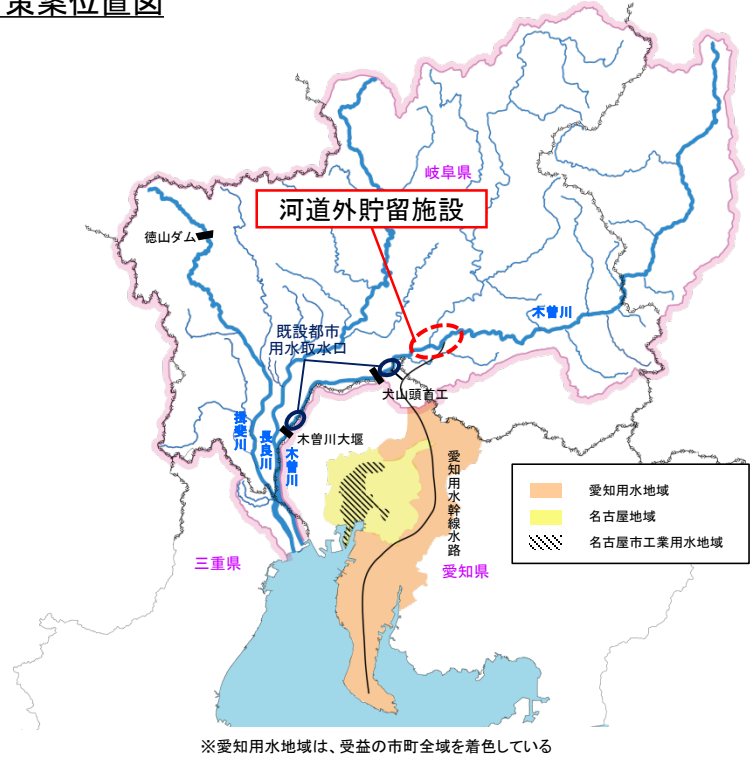 策案位置図
岐阜県
河道外貯留施設
徳山ダム
木曽川
既設都市
用水取水口
犬山頭首工
揖斐川
長良川
木曽川
木曽川大堰
愛知用水幹線水路
愛知用水地域
名古屋地域
名古屋市工業用水地域
三重県
愛知県
※愛知用水地域は、受益の市町全域を着色している